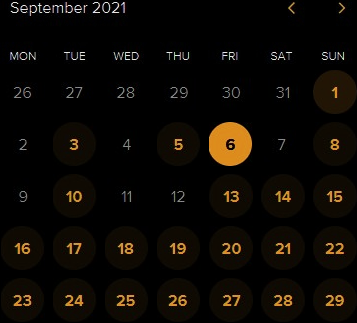 September 2021
MON TUE WED THU FRI SAT SUN
26 27 28 29 30 31 1
2 3 4 5 6 7 8
9 10 11 12 13 14 15
16 17 18 19 20 21 22
23 24 25 26 27 28 29